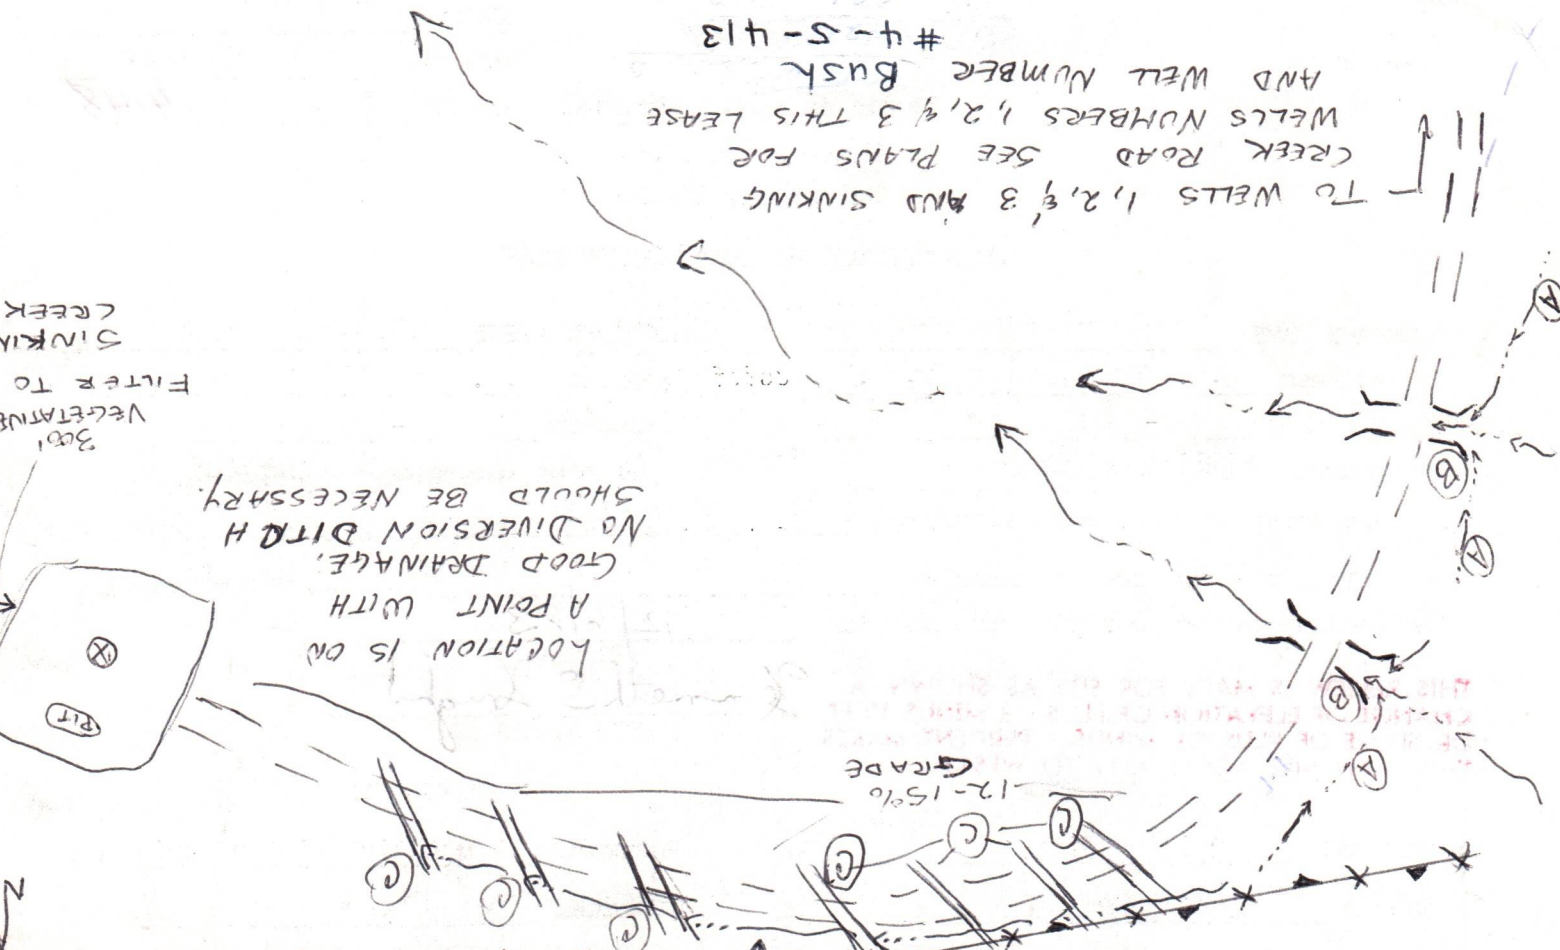 N
C
C
C
C
C
C
12-15%
GRADE
A
B
PIT
X
LOCATION IS ON
A POINT WITH
GOOD DRAINAGE.
NO DIVERSION DITCH
SHOULD BE NECESSARY.
A
B
300'
VEGETATIVE
FILTER TO
SINKIN
CREEK
A
TO WELLS 1,2,& 3 AND SINKING
CREEK ROAD SEE PLANS FOR
WELLS NUMBERS 1,2,& 3 THIS LEASE
AND WELL NUMBER Bush
#4-S-413